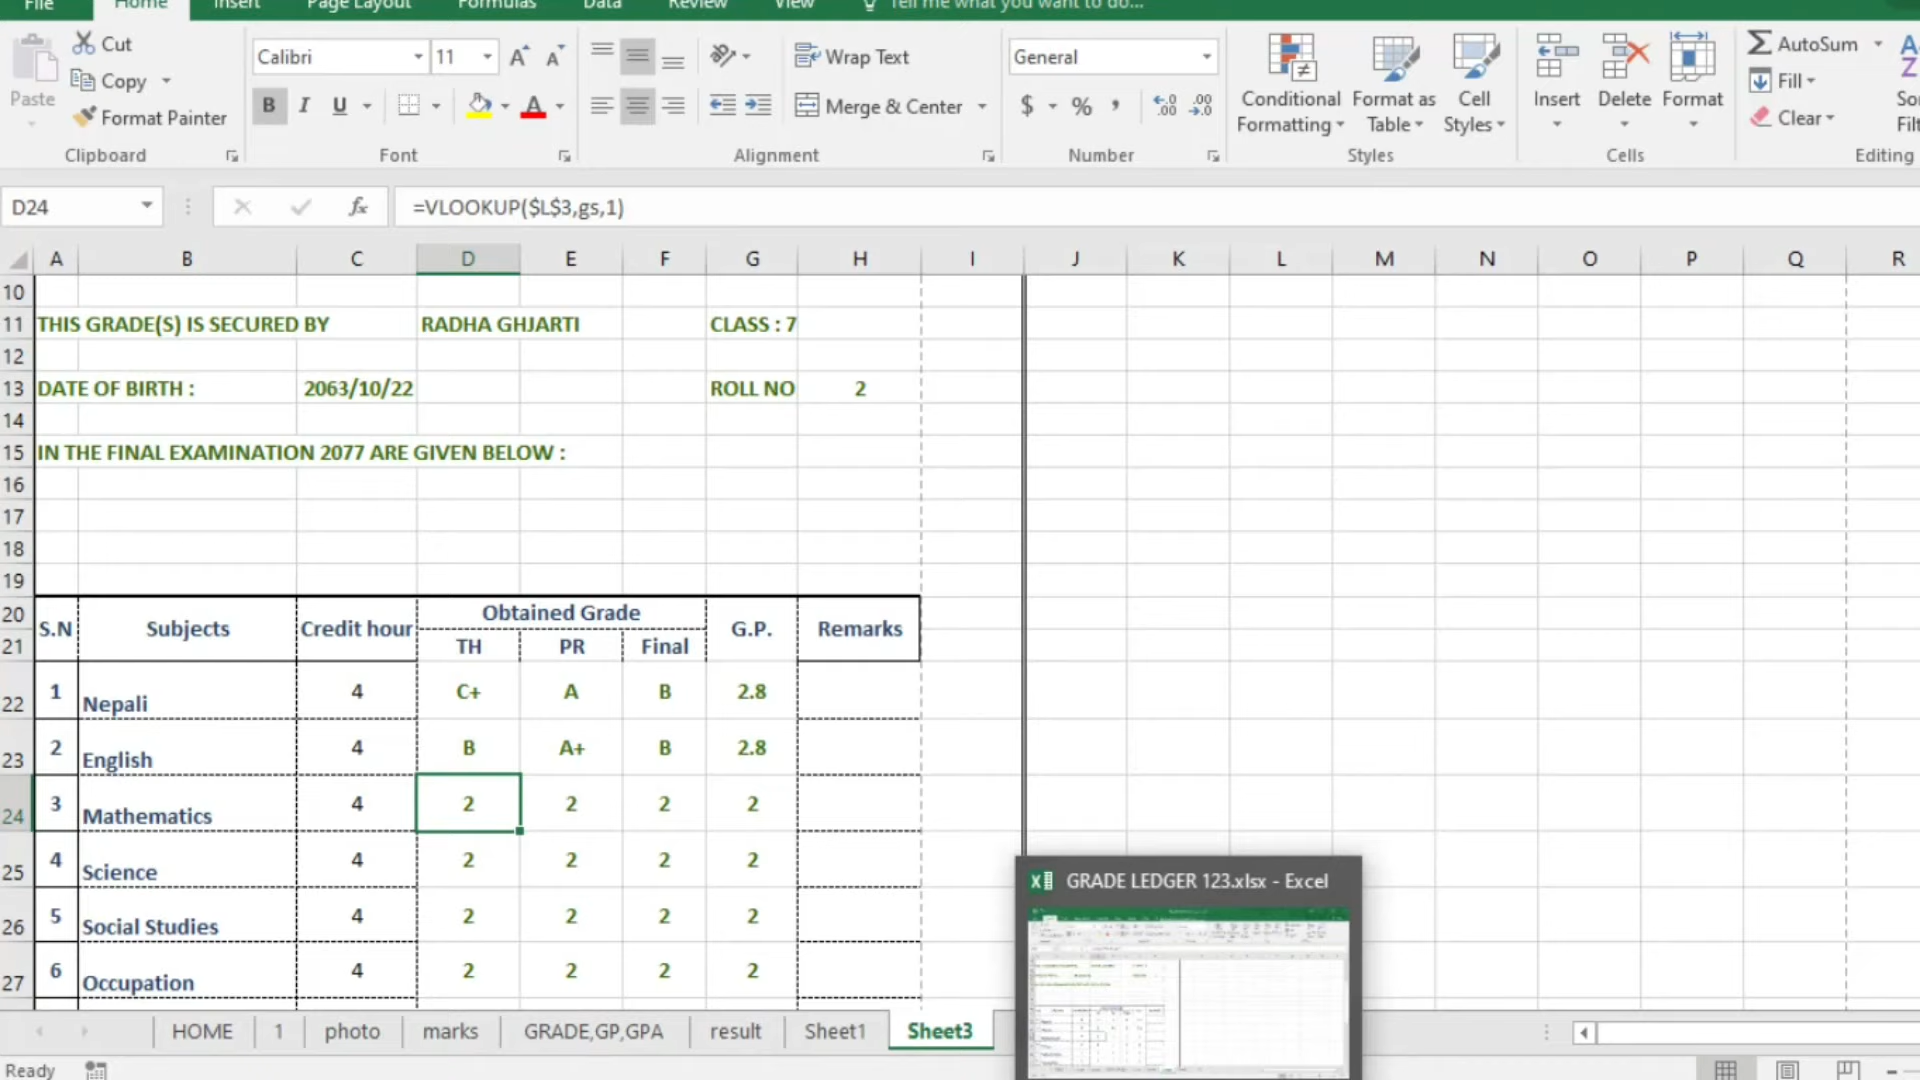 File Home Insert Page Layout Formulas Data Review View Tell me what you want to do...
Cut
Copy
Format Painter
Paste
Clipboard
Calibri 11
B I U
Font
Wrap Text
Merge & Center
Alignment
General
$ % ,
Number
Conditional Formatting
Format as Table
Cell Styles
Styles
Insert Delete Format
Cells
AutoSum
Fill
Clear
Editing
D24 fx =VLOOKUP($L$3,gs,1)
A B C D E F G H I J K L M N O P Q R
10
11 THIS GRADE(S) IS SECURED BY RADHA GHJARTI CLASS : 7
12
13 DATE OF BIRTH : 2063/10/22 ROLL NO 2
14
15 IN THE FINAL EXAMINATION 2077 ARE GIVEN BELOW :
16
17
18
19
20 S.N Subjects Credit hour Obtained Grade G.P. Remarks
21 TH PR Final
22 1 Nepali 4 C+ A B 2.8
23 2 English 4 B A+ B 2.8
24 3 Mathematics 4 2 2 2 2
25 4 Science 4 2 2 2 2
26 5 Social Studies 4 2 2 2 2
27 6 Occupation 4 2 2 2 2
GRADE LEDGER 123.xlsx - Excel
HOME 1 photo marks GRADE,GP,GPA result Sheet1 Sheet3
Ready